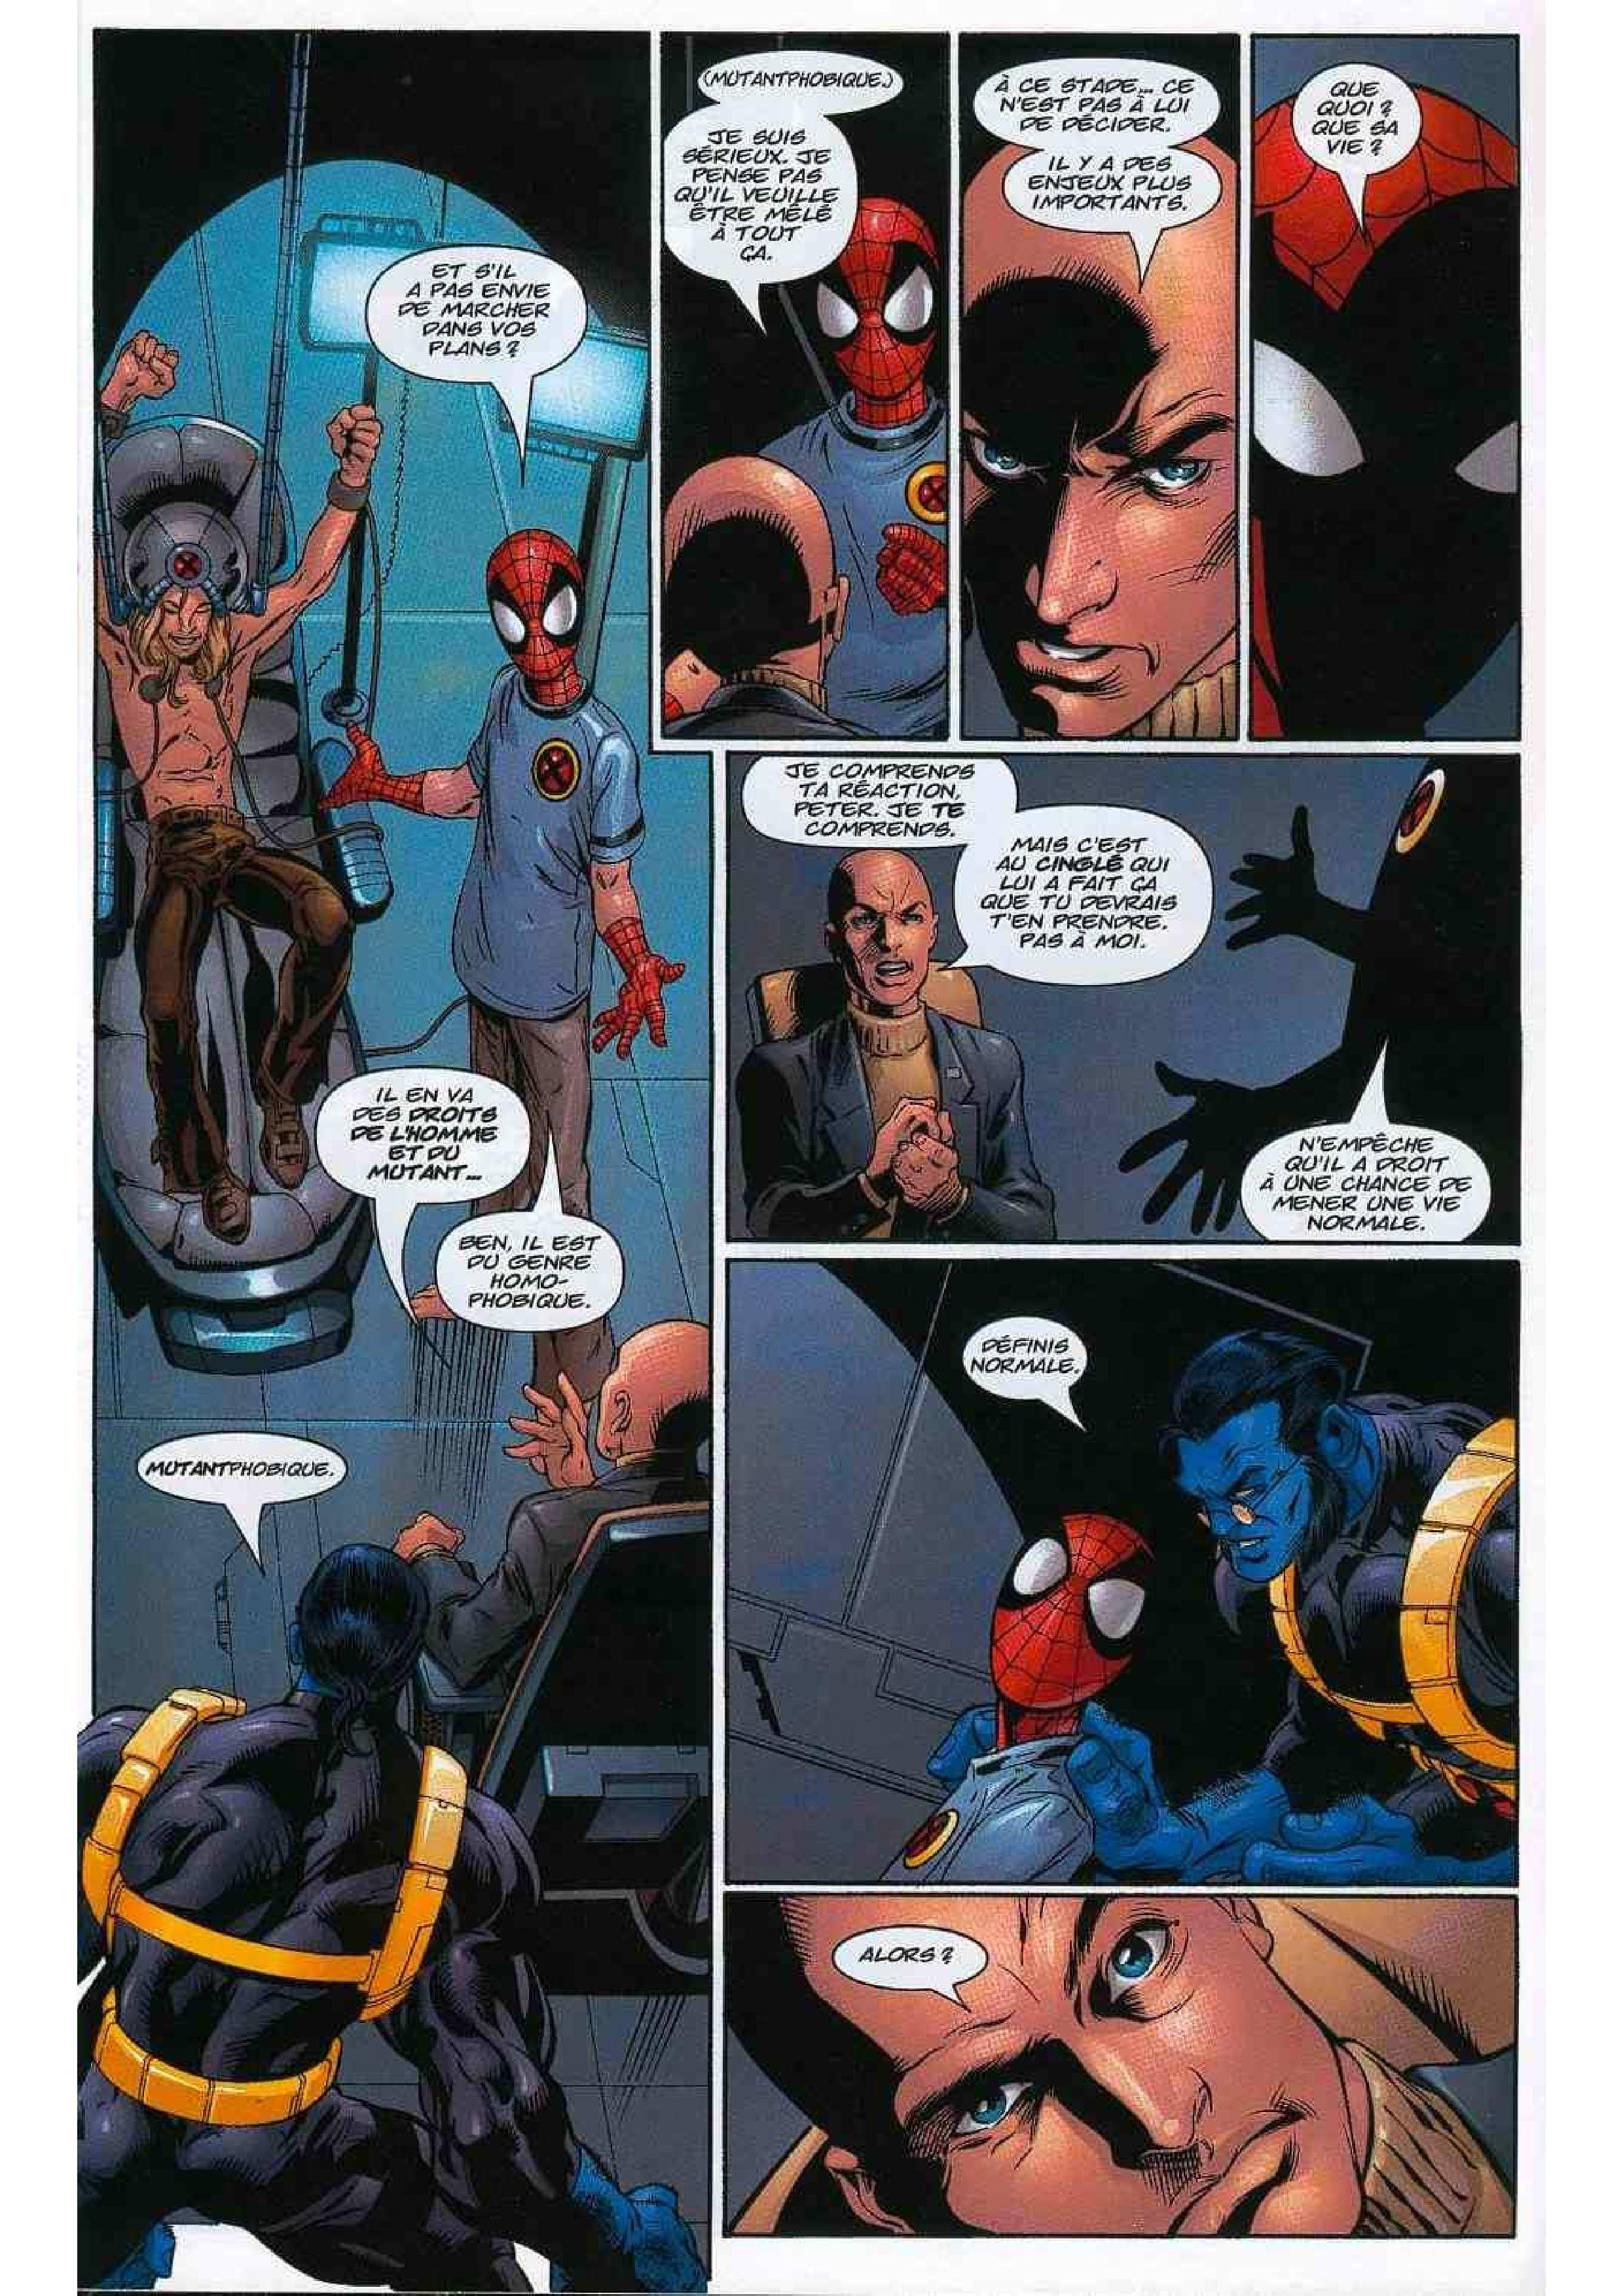 ET S'IL
A PAS ENVIE
DE MARCHER
DANS VOS
PLANS ?
IL EN VA
DES DROITS
DE L'HOMME
ET DU
MUTANT...
BEN, IL EST
DU GENRE
HOMO-
PHOBIQUE.
MUTANTPHOBIQUE.
(MUTANTPHOBIQUE.)
JE SUIS
SÉRIEUX. JE
PENSE PAS
QU'IL VEUILLE
ÊTRE MÊLÉ
À TOUT
ÇA.
À CE STADE... CE
N'EST PAS À LUI
DE DÉCIDER.
IL Y A DES
ENJEUX PLUS
IMPORTANTS.
QUE
QUOI ?
QUE SA
VIE ?
JE COMPRENDS
TA RÉACTION,
PETER. JE TE
COMPRENDS.
MAIS C'EST
AU CINGLÉ QUI
LUI A FAIT ÇA
QUE TU DEVRAIS
T'EN PRENDRE.
PAS À MOI.
N'EMPÊCHE
QU'IL A DROIT
À UNE CHANCE DE
MENER UNE VIE
NORMALE.
DÉFINIS
NORMALE.
ALORS ?